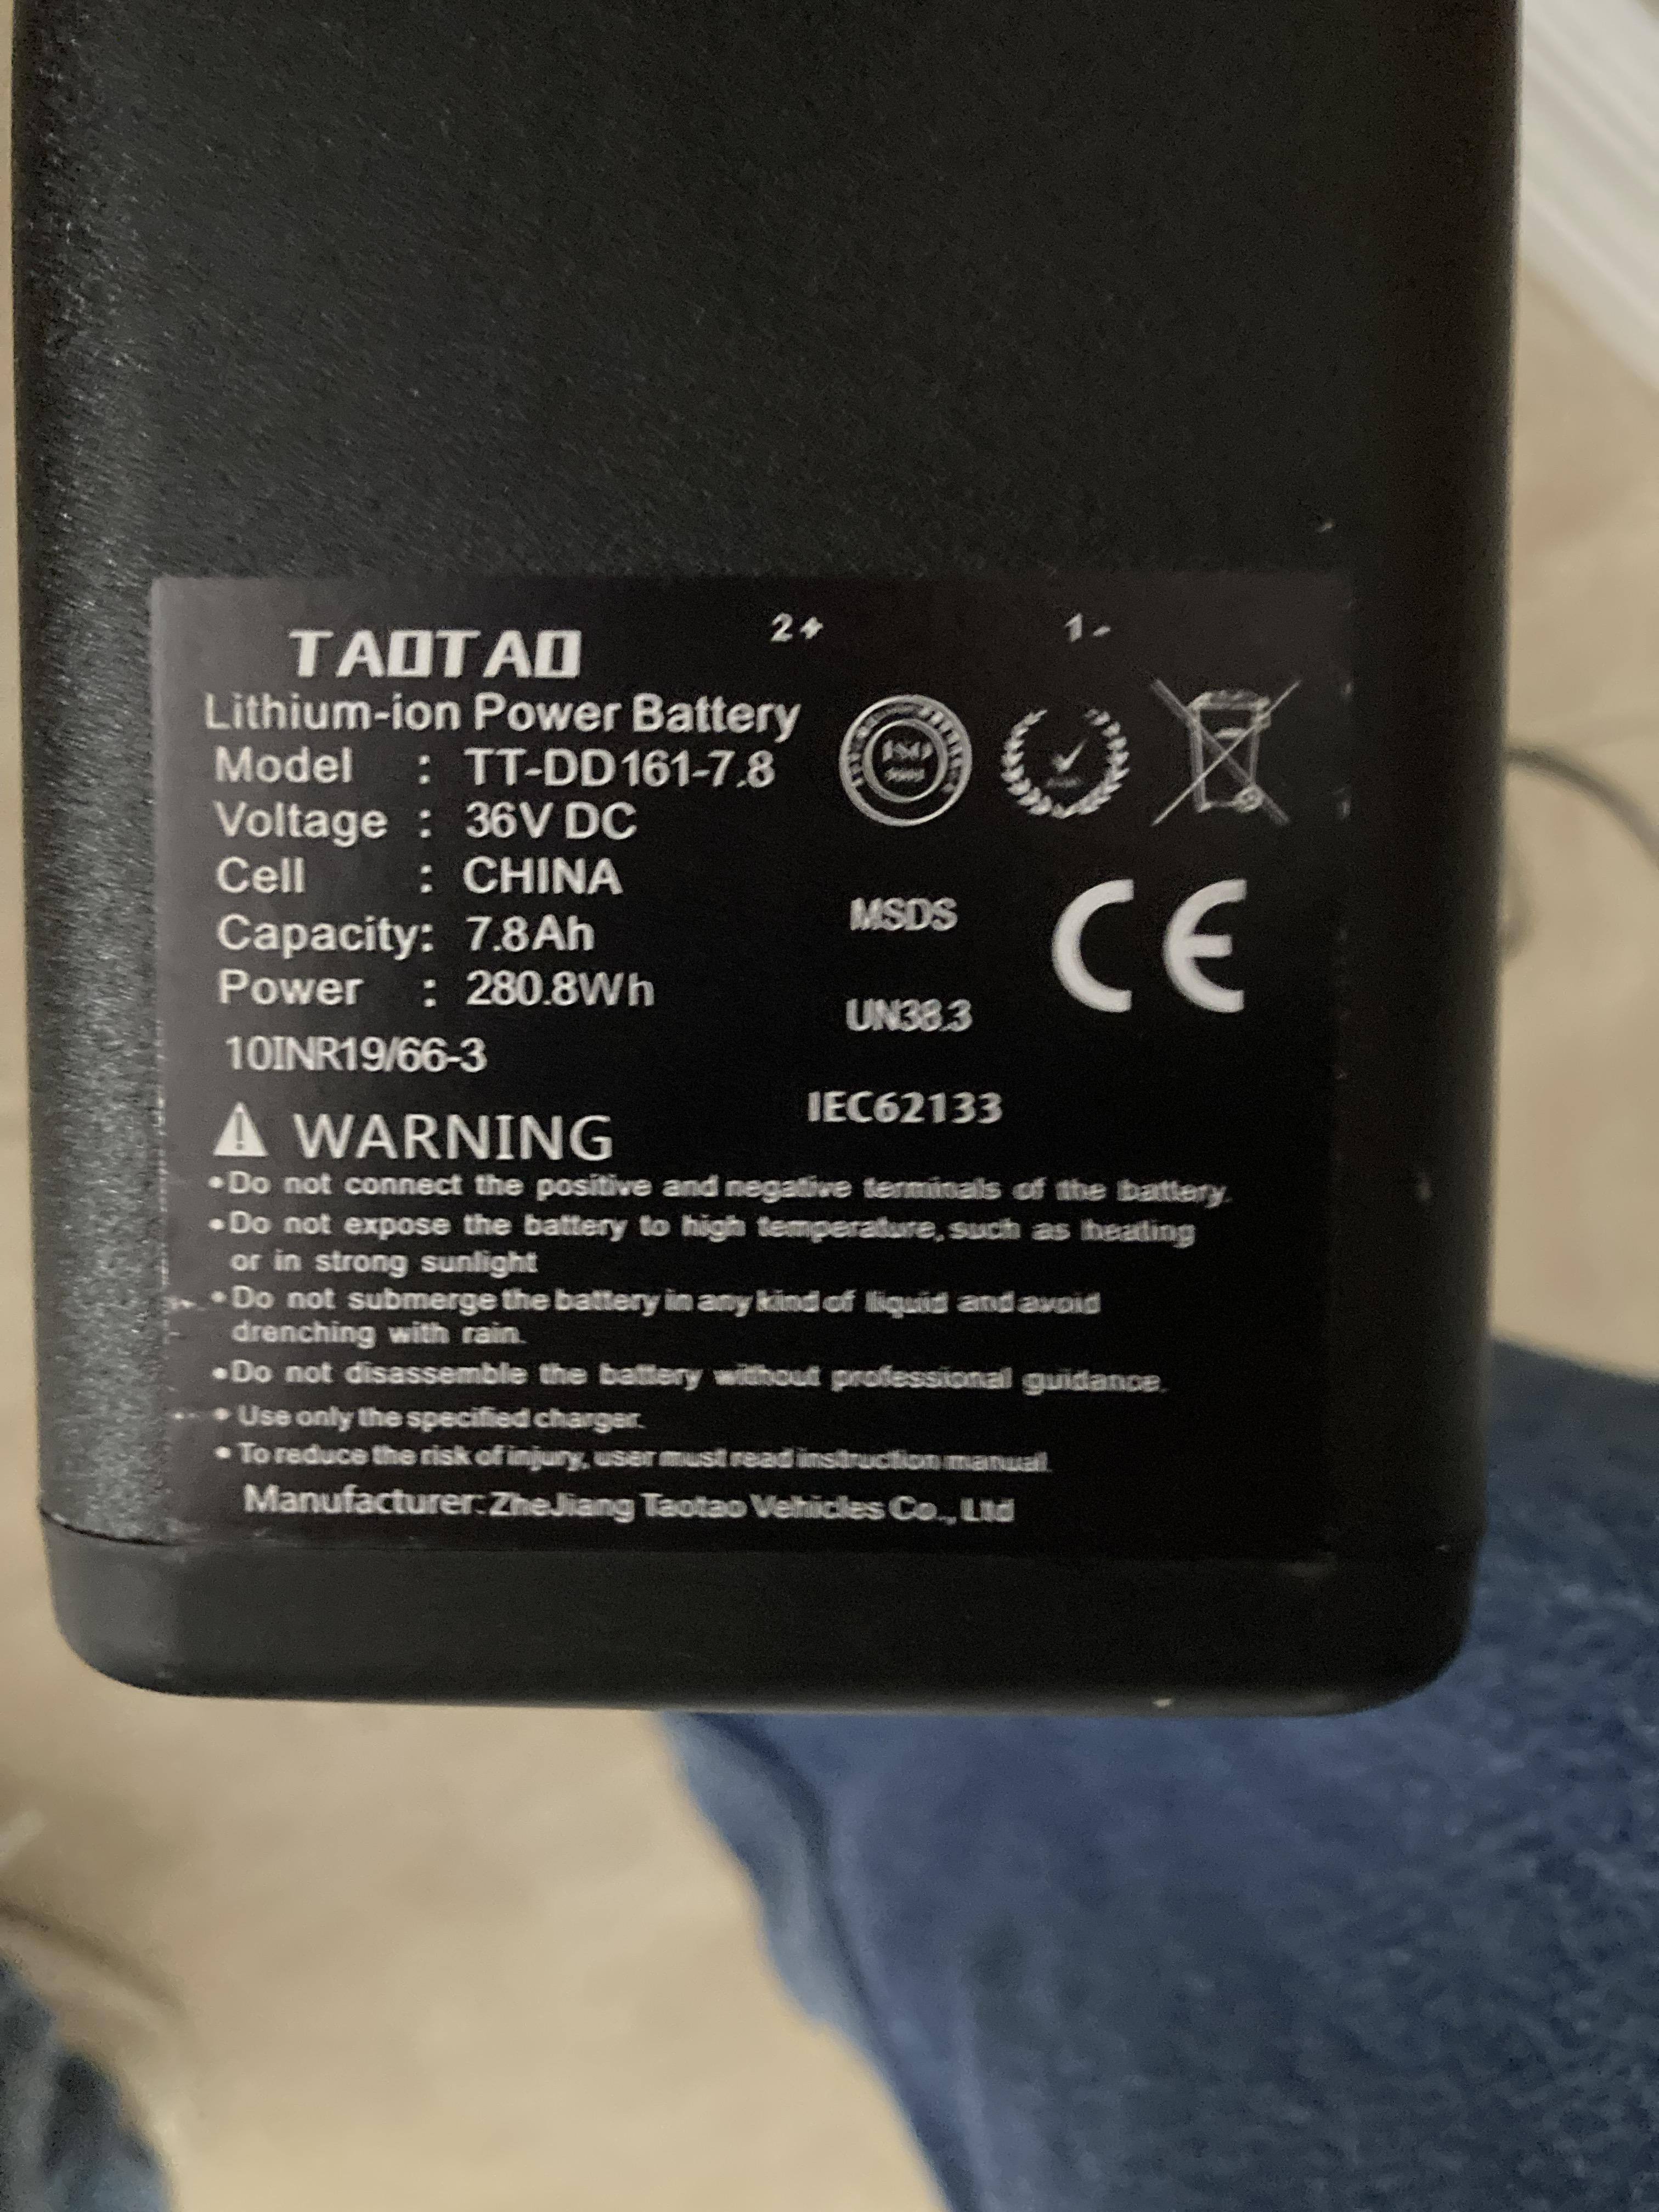 TAOTAO
2+ 1-
Lithium-ion Power Battery
Model : TT-DD161-7.8
Voltage : 36V DC
Cell : CHINA
Capacity: 7.8Ah
Power : 280.8Wh
10INR19/66-3
ISO
MSDS
CE
UN38.3
IEC62133
WARNING
•Do not connect the positive and negative terminals of the battery.
•Do not expose the battery to high temperature, such as heating
or in strong sunlight
•Do not submerge the battery in any kind of liquid and avoid
drenching with rain.
•Do not disassemble the battery without professional guidance.
• Use only the specified charger.
• To reduce the risk of injury, user must read instruction manual.
Manufacturer: ZheJiang Taotao Vehicles Co., Ltd